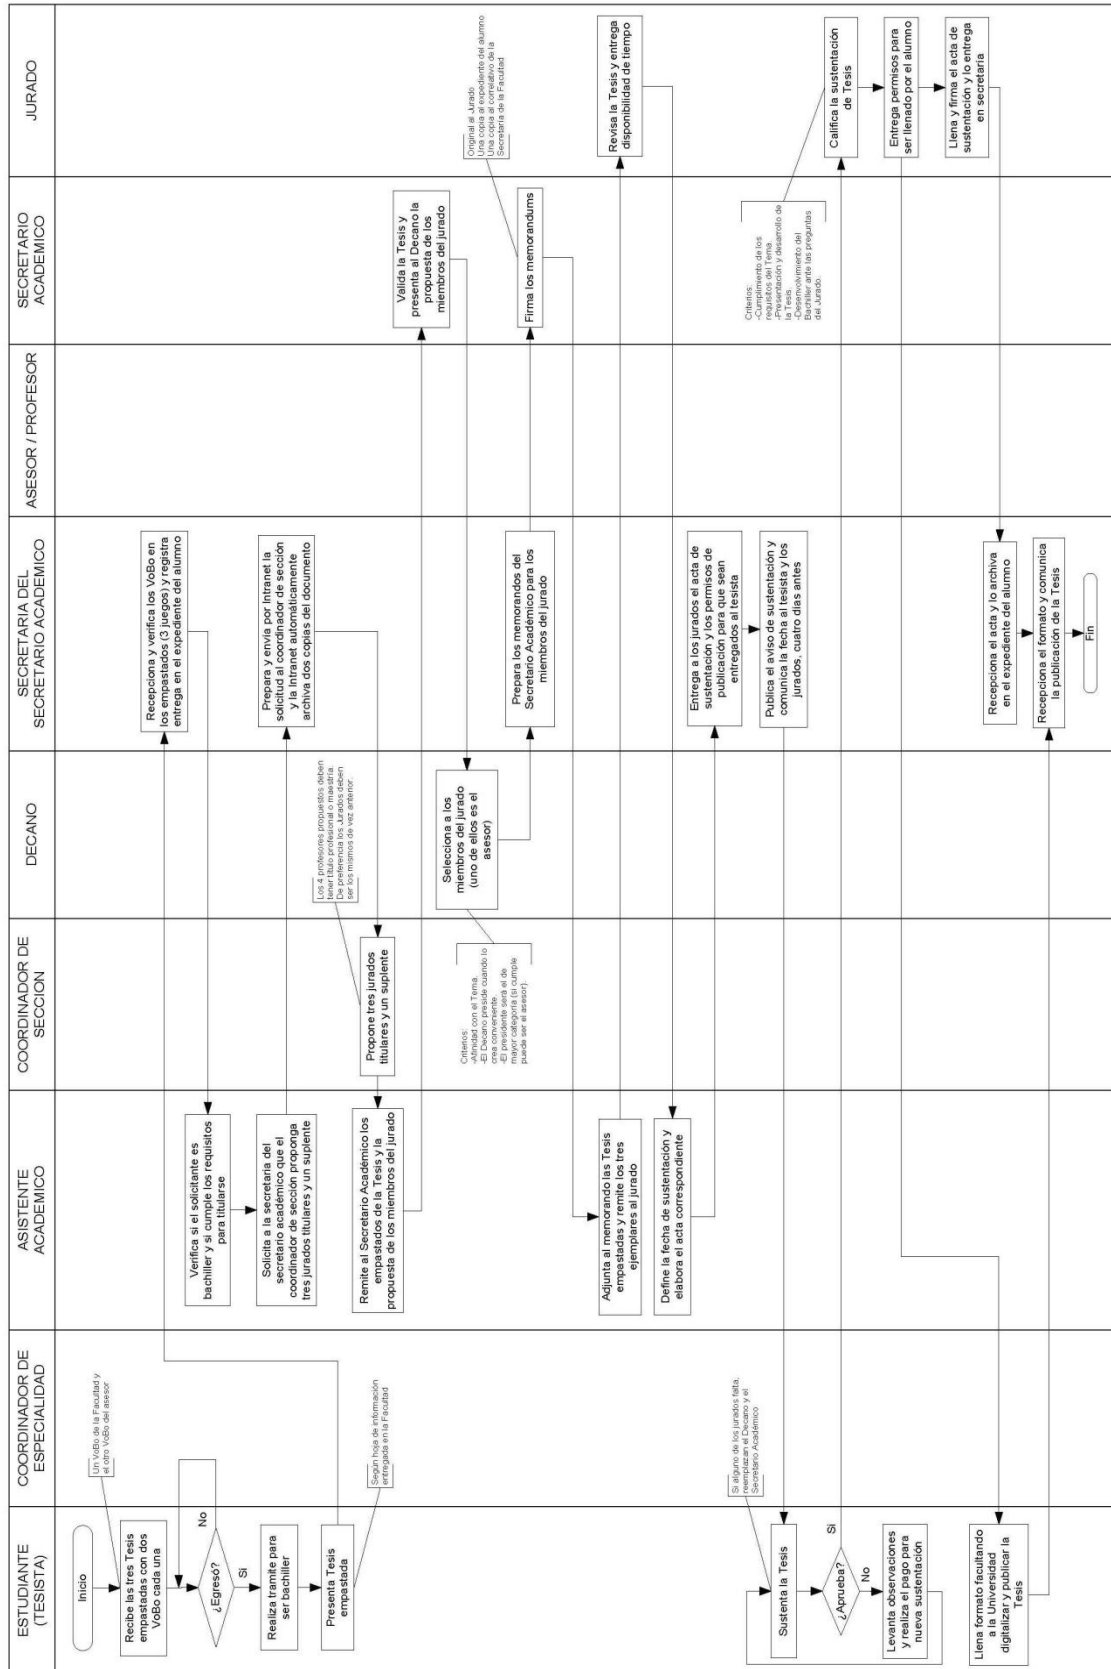 ESTUDIANTE
(TESISTA)
COORDINADOR DE
ESPECIALIDAD
ASISTENTE
ACADEMICO
COORDINADOR DE
SECCION
DECANO
SECRETARIA DEL
SECRETARIO ACADEMICO
ASESOR / PROFESOR
SECRETARIO
ACADEMICO
JURADO
Inicio
Recibe las tres Tesis
empastadas con dos
VoBo cada una
Un VoBo de la Facultad y
el otro VoBo del asesor
¿Egresó?
No
Si
Realiza tramite para
ser bachiller
Presenta Tesis
empastada
Según hoja de información
entregada en la Facultad
Recepciona y verifica los VoBo en
los empastados (3 juegos) y registra
entrega en el expediente del alumno
Verifica si el solicitante es
bachiller y si cumple los requisitos
para titularse
Solicita a la secretaria del
secretario académico que el
coordinador de sección proponga
tres jurados titulares y un suplente
Prepara y envía por Intranet la
solicitud al coordinador de sección
y la Intranet automáticamente
archiva dos copias del documento
Los 4 profesores propuestos deben
tener título profesional o maestría.
De preferencia los Jurados deben
ser los mismos de vez anterior.
Propone tres jurados
titulares y un suplente
Remite al Secretario Académico los
empastados de la Tesis y la
propuesta de los miembros del jurado
Valida la Tesis y
presenta al Decano la
propuesta de los
miembros del jurado
Selecciona a los
miembros del jurado
(uno de ellos es el
asesor)
Criterios:
-Afinidad con el Tema.
-El Decano preside cuando lo
crea conveniente.
-El presidente será el de
mayor categoría (si cumple
puede ser el asesor).
Prepara los memorandos del
Secretario Académico para los
miembros del jurado
Firma los memorandums
Original al Jurado
Una copia al expediente del alumno
Una copia al correlativo de la
Secretaría de la Facultad
Adjunta al memorando las Tesis
empastadas y remite los tres
ejemplares al jurado
Revisa la Tesis y entrega
disponibilidad de tiempo
Define la fecha de sustentación y
elabora el acta correspondiente
Entrega a los jurados el acta de
sustentación y los permisos de
publicación para que sean
entregados al tesista
Publica el aviso de sustentación y
comunica la fecha al tesista y los
jurados, cuatro días antes
Si alguno de los jurados falta,
reemplazan el Decano y el
Secretario Académico
Sustenta la Tesis
¿Aprueba?
Si
No
Levanta observaciones
y realiza el pago para
nueva sustentación
Criterios:
-Cumplimiento de los
requisitos del Tema.
-Presentación y desarrollo de
la Tesis.
-Desenvolvimiento del
Bachiller ante las preguntas
del Jurado.
Califica la sustentación
de Tesis
Entrega permisos para
ser llenado por el alumno
Llena y firma el acta de
sustentación y lo entrega
en secretaría
Llena formato facultando
a la Universidad
digitalizar y publicar la
Tesis
Recepciona el acta y lo archiva
en el expediente del alumno
Recepciona el formato y comunica
la publicación de la Tesis
Fin